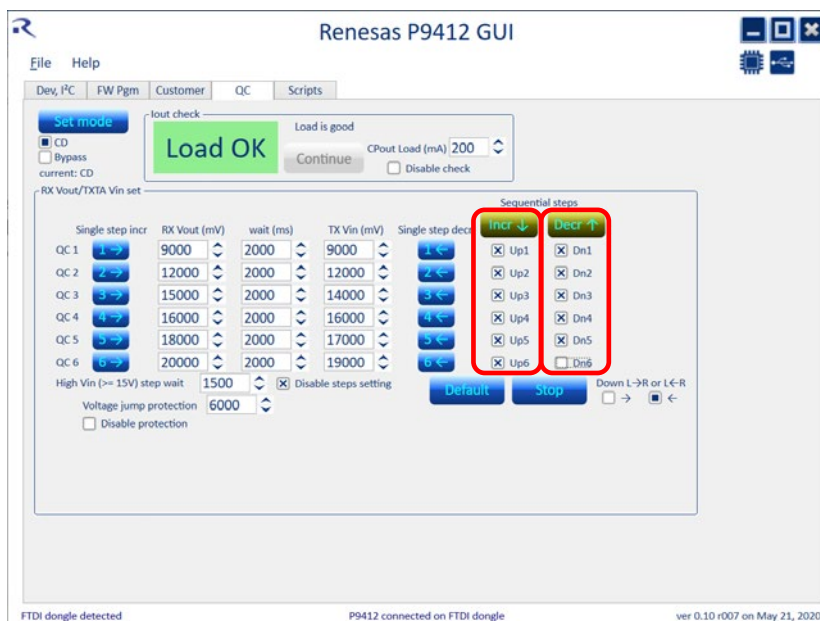 Renesas P9412 GUI
File Help
Dev, I²C FW Pgm Customer QC Scripts
Set mode
CD
Bypass
current: CD
Iout check
Load OK
Load is good
Continue
CPout Load (mA) 200
Disable check
RX Vout/TXTA Vin set
Sequential steps
Single step incr RX Vout (mV) wait (ms) TX Vin (mV) Single step decr Incr ↓ Decr ↑
QC 1 1 → 9000 2000 9000 1 ← Up1 Dn1
QC 2 2 → 12000 2000 12000 2 ← Up2 Dn2
QC 3 3 → 15000 2000 14000 3 ← Up3 Dn3
QC 4 4 → 16000 2000 16000 4 ← Up4 Dn4
QC 5 5 → 18000 2000 17000 5 ← Up5 Dn5
QC 6 6 → 20000 2000 19000 6 ← Up6 Dn6
High Vin (>= 15V) step wait 1500 Disable steps setting
Default Stop Down L→R or L←R
→ ←
Voltage jump protection 6000
Disable protection
FTDI dongle detected P9412 connected on FTDI dongle ver 0.10 r007 on May 21, 2020